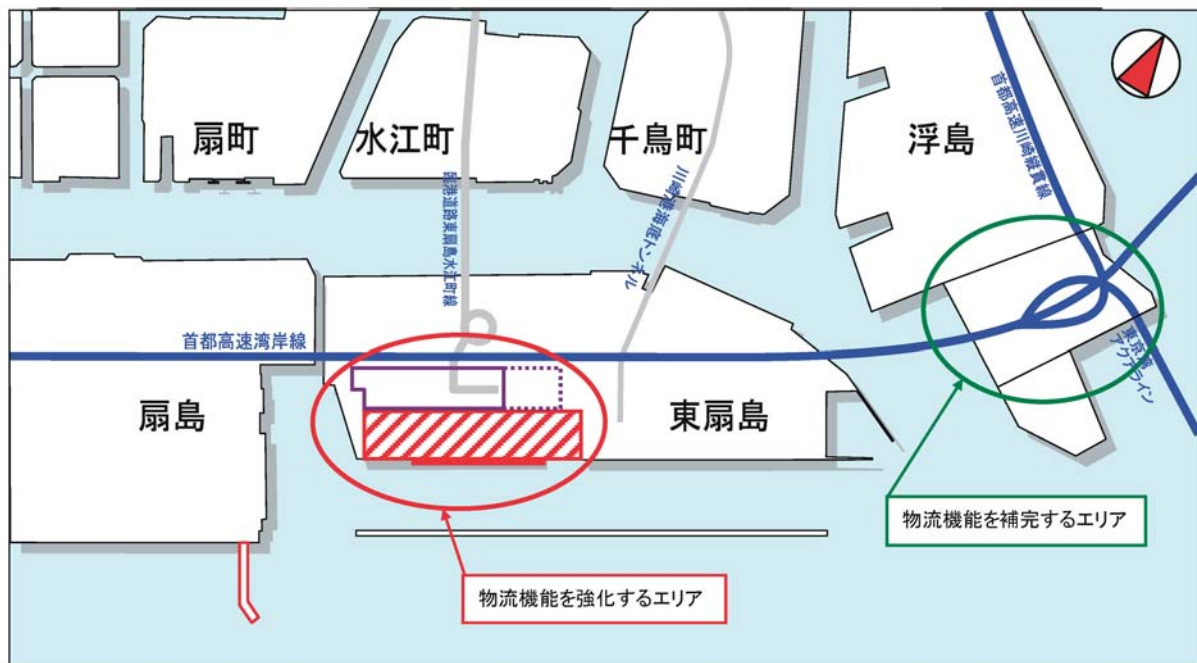 扇町
水江町
千鳥町
浮島
首都高速川崎縦貫線
臨港道路東扇島水江町線
川崎港海底トンネル
首都高速湾岸線
東京湾
アクアライン
扇島
東扇島
物流機能を補完するエリア
物流機能を強化するエリア